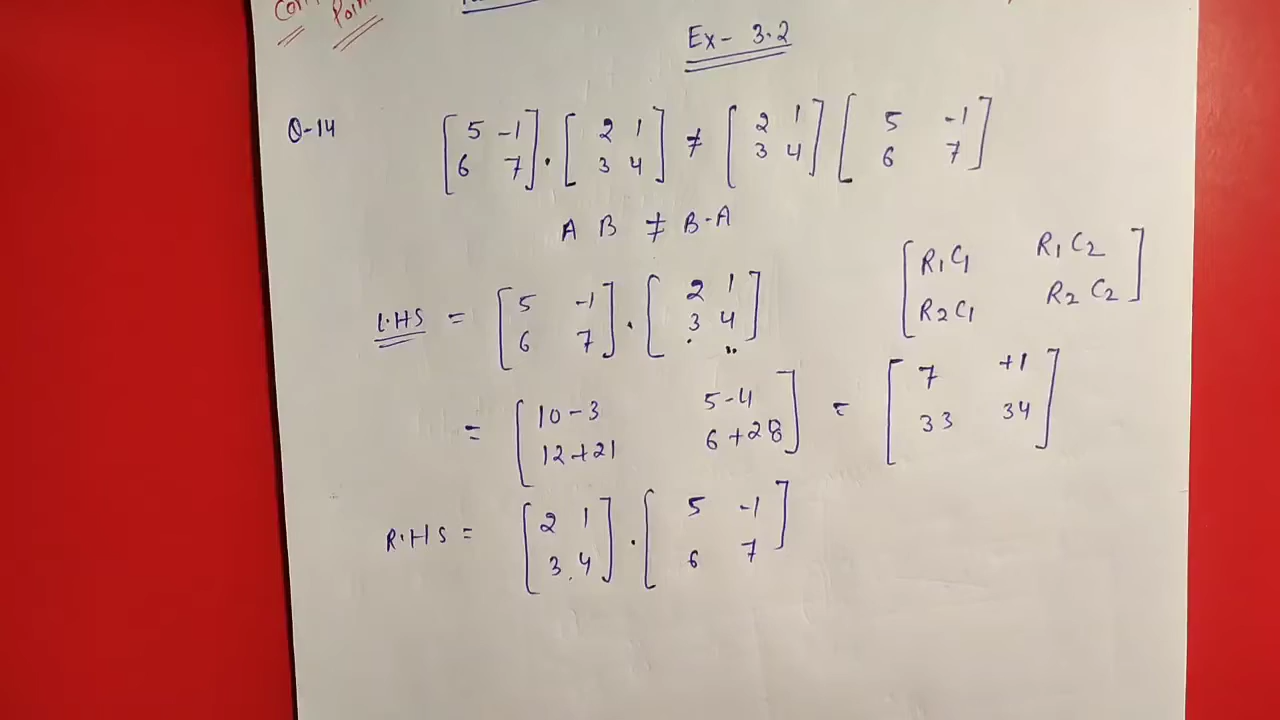 Ex- 3.2
Q-14 [5 -1 6 7] . [2 1 3 4] ≠ [2 1 3 4] [5 -1 6 7]
A B ≠ B-A
[R1C1 R1C2 R2C1 R2C2]
L.HS = [5 -1 6 7] . [2 1 3 4]
= [10-3 5-4 12+21 6+28] = [7 +1 33 34]
R.HS = [2 1 3 4] . [5 -1 6 7]